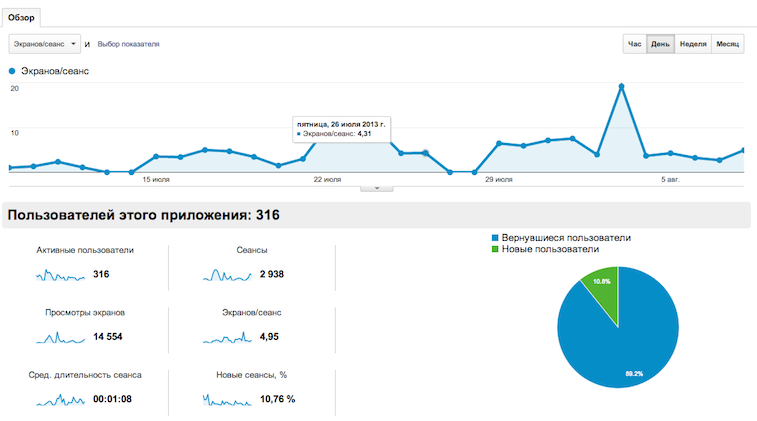 Обзор
Экранов/сеанс и Выбор показателя
Час День Неделя Месяц
Экранов/сеанс
20
10
пятница, 26 июля 2013 г.
Экранов/сеанс: 4,31
15 июля 22 июля 29 июля 5 авг.
Пользователей этого приложения: 316
Активные пользователи
316
Сеансы
2 938
Просмотры экранов
14 554
Экранов/сеанс
4,95
Сред. длительность сеанса
00:01:08
Новые сеансы, %
10,76 %
Вернувшиеся пользователи
Новые пользователи
10.8%
89.2%